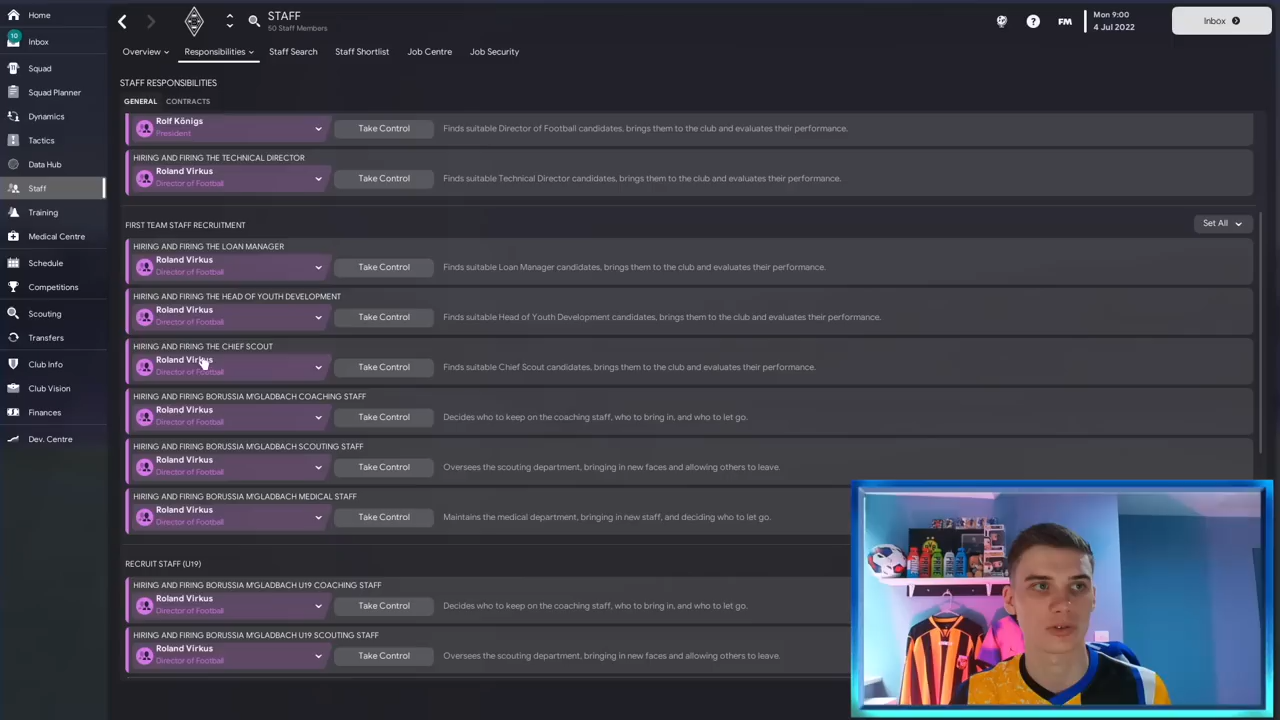 Home
STAFF
50 Staff Members
FM
Mon 9:00
4 Jul 2022
Inbox
10
Inbox
Squad
Squad Planner
Dynamics
Tactics
Data Hub
Staff
Training
Medical Centre
Schedule
Competitions
Scouting
Transfers
Club Info
Club Vision
Finances
Dev. Centre
Overview
Responsibilities
Staff Search
Staff Shortlist
Job Centre
Job Security
STAFF RESPONSIBILITIES
GENERAL
CONTRACTS
Rolf Königs
President
Take Control
Finds suitable Director of Football candidates, brings them to the club and evaluates their performance.
HIRING AND FIRING THE TECHNICAL DIRECTOR
Roland Virkus
Director of Football
Take Control
Finds suitable Technical Director candidates, brings them to the club and evaluates their performance.
FIRST TEAM STAFF RECRUITMENT
Set All
HIRING AND FIRING THE LOAN MANAGER
Roland Virkus
Director of Football
Take Control
Finds suitable Loan Manager candidates, brings them to the club and evaluates their performance.
HIRING AND FIRING THE HEAD OF YOUTH DEVELOPMENT
Roland Virkus
Director of Football
Take Control
Finds suitable Head of Youth Development candidates, brings them to the club and evaluates their performance.
HIRING AND FIRING THE CHIEF SCOUT
Roland Virkus
Director of Football
Take Control
Finds suitable Chief Scout candidates, brings them to the club and evaluates their performance.
HIRING AND FIRING BORUSSIA M'GLADBACH COACHING STAFF
Roland Virkus
Director of Football
Take Control
Decides who to keep on the coaching staff, who to bring in, and who to let go.
HIRING AND FIRING BORUSSIA M'GLADBACH SCOUTING STAFF
Roland Virkus
Director of Football
Take Control
Oversees the scouting department, bringing in new faces and allowing others to leave.
HIRING AND FIRING BORUSSIA M'GLADBACH MEDICAL STAFF
Roland Virkus
Director of Football
Take Control
Maintains the medical department, bringing in new staff, and deciding who to let go.
RECRUIT STAFF (U19)
HIRING AND FIRING BORUSSIA M'GLADBACH U19 COACHING STAFF
Roland Virkus
Director of Football
Take Control
Decides who to keep on the coaching staff, who to bring in, and who to let go.
HIRING AND FIRING BORUSSIA M'GLADBACH U19 SCOUTING STAFF
Roland Virkus
Director of Football
Take Control
Oversees the scouting department, bringing in new faces and allowing others to leave.